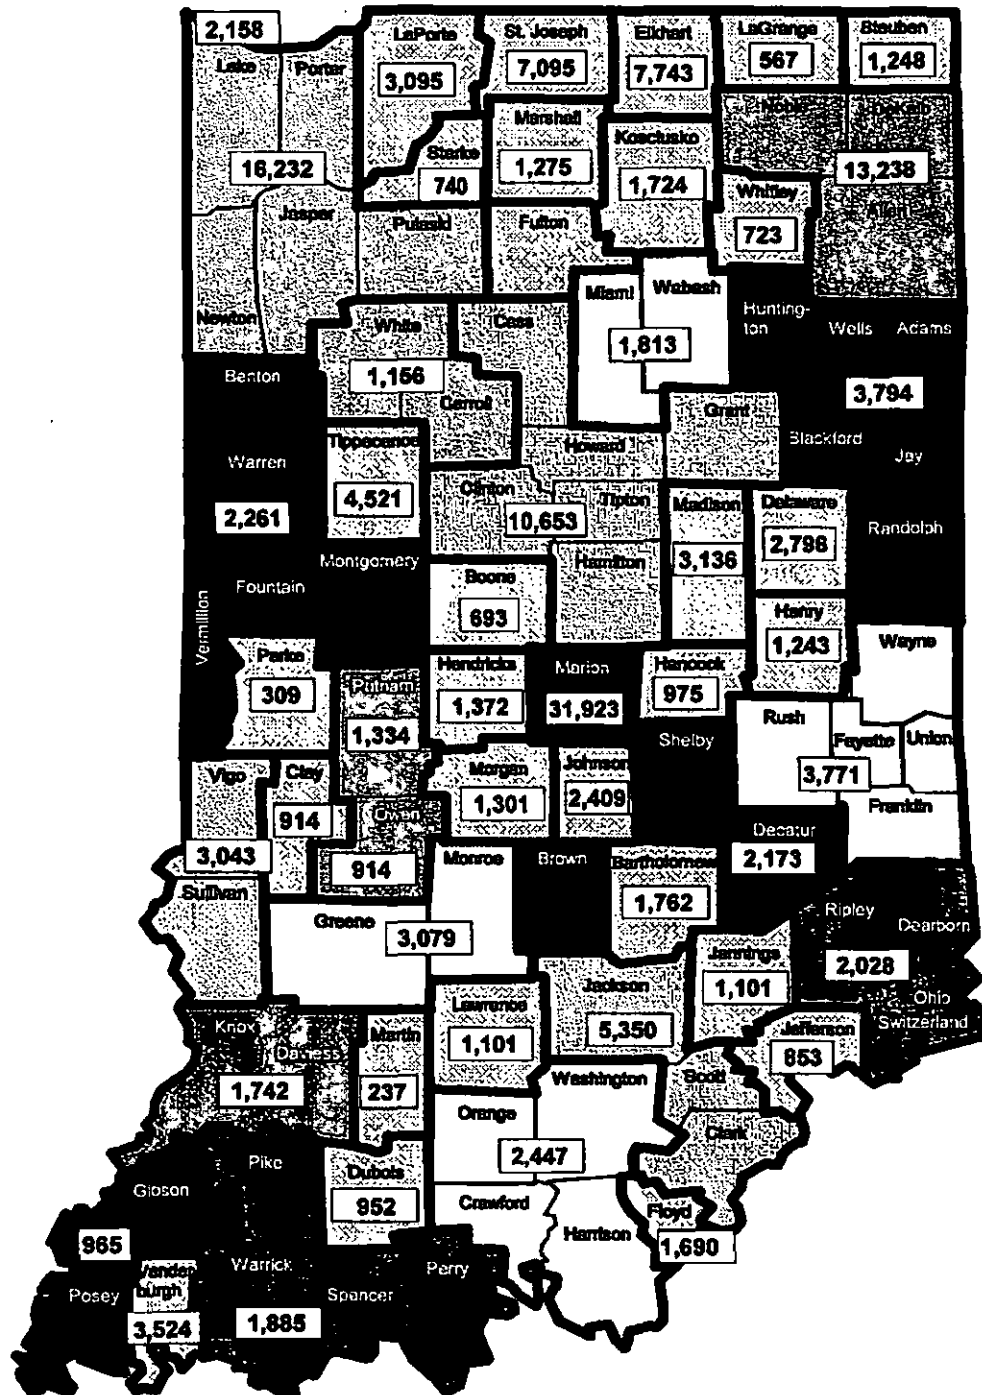 2,158
LaPorte
St. Joseph
Elkhart
LaGrange
Steuben
Lake
Porter
3,095
7,095
7,743
567
1,248
Noble
DeKalb
Marshall
Kosciusko
Starke
16,232
740
1,275
1,724
Whitley
13,238
Allen
Jasper
Pulaski
Fulton
723
Miami
Wabash
Newton
White
Cass
Hunting-
ton
Wells
Adams
1,813
Benton
1,156
3,794
Carroll
Grant
Tippecanoe
Howard
Blackford
Jay
Warren
4,521
Clinton
Tipton
Madison
Delaware
2,261
10,653
Randolph
3,136
2,798
Montgomery
Boone
Hamilton
Fountain
693
Henry
Vermillion
1,243
Wayne
Parke
Hendricks
Marion
Hancock
309
Putnam
1,372
31,923
975
Rush
1,334
Shelby
Fayette
Union
Vigo
Clay
Morgan
Johnson
3,771
914
1,301
2,409
Franklin
Owen
Decatur
3,043
914
Monroe
Brown
Bartholomew
2,173
Sullivan
1,762
Ripley
Dearborn
Greene
3,079
Jennings
2,028
Lawrence
Jackson
1,101
Ohio
Knox
Daviess
Martin
1,101
5,350
Jefferson
Switzerland
853
1,742
237
Washington
Scott
Orange
Clark
2,447
Pike
Dubois
Gibson
952
Crawford
Floyd
Harrison
965
1,690
Vander
burgh
Warrick
Perry
Posey
Spencer
3,524
1,885